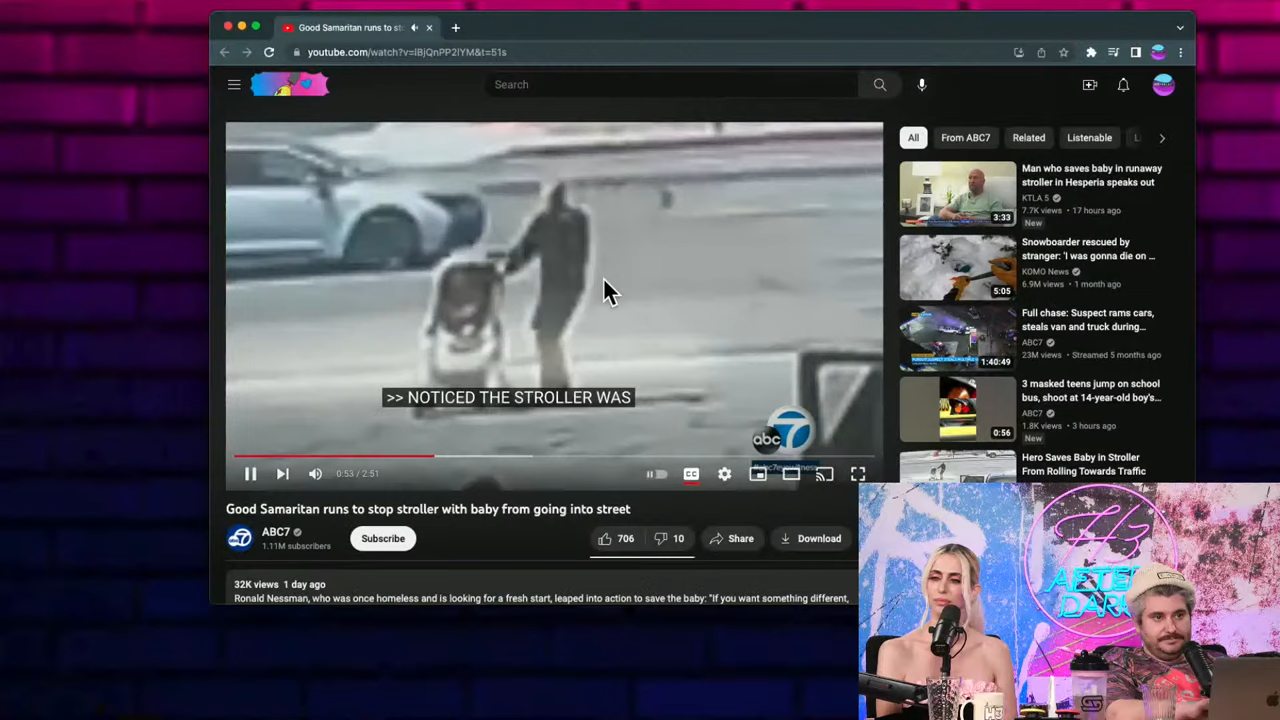 Good Samaritan runs to st
youtube.com/watch?v=lBjQnPP2lYM&t=51s
Search
All
From ABC7
Related
Listenable
>> NOTICED THE STROLLER WAS
abc 7
0:53 / 2:51
CC
Good Samaritan runs to stop stroller with baby from going into street
ABC7
1.11M subscribers
Subscribe
706
10
Share
Download
32K views 1 day ago
Ronald Nessman, who was once homeless and is looking for a fresh start, leaped into action to save the baby: "If you want something different,
3:33
Man who saves baby in runaway
stroller in Hesperia speaks out
KTLA 5
7.7K views • 17 hours ago
New
5:05
Snowboarder rescued by
stranger: 'I was gonna die on ...
KOMO News
6.9M views • 1 month ago
1:40:49
Full chase: Suspect rams cars,
steals van and truck during...
ABC7
23M views • Streamed 5 months ago
0:56
3 masked teens jump on school
bus, shoot at 14-year-old boy's...
ABC7
1.8K views • 3 hours ago
New
Hero Saves Baby in Stroller
From Rolling Towards Traffic
H3
AFTER
DARK
H3